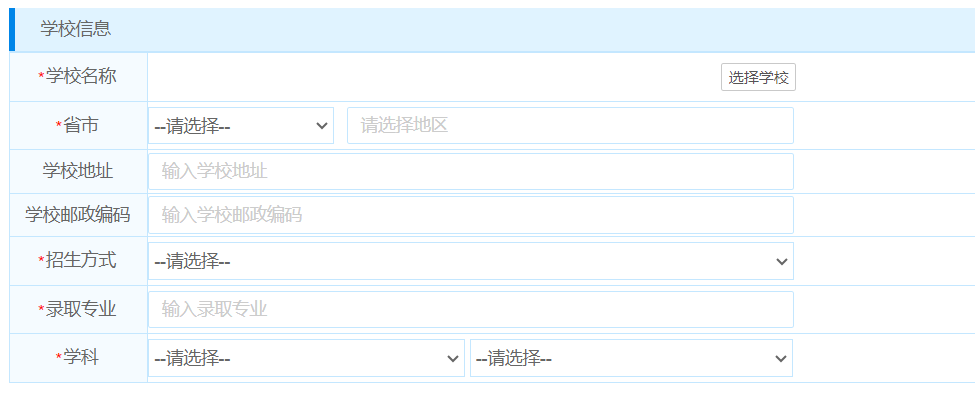 学校信息
*学校名称 选择学校
*省市 --请选择-- 请选择地区
学校地址 输入学校地址
学校邮政编码 输入学校邮政编码
*招生方式 --请选择--
*录取专业 输入录取专业
*学科 --请选择-- --请选择--